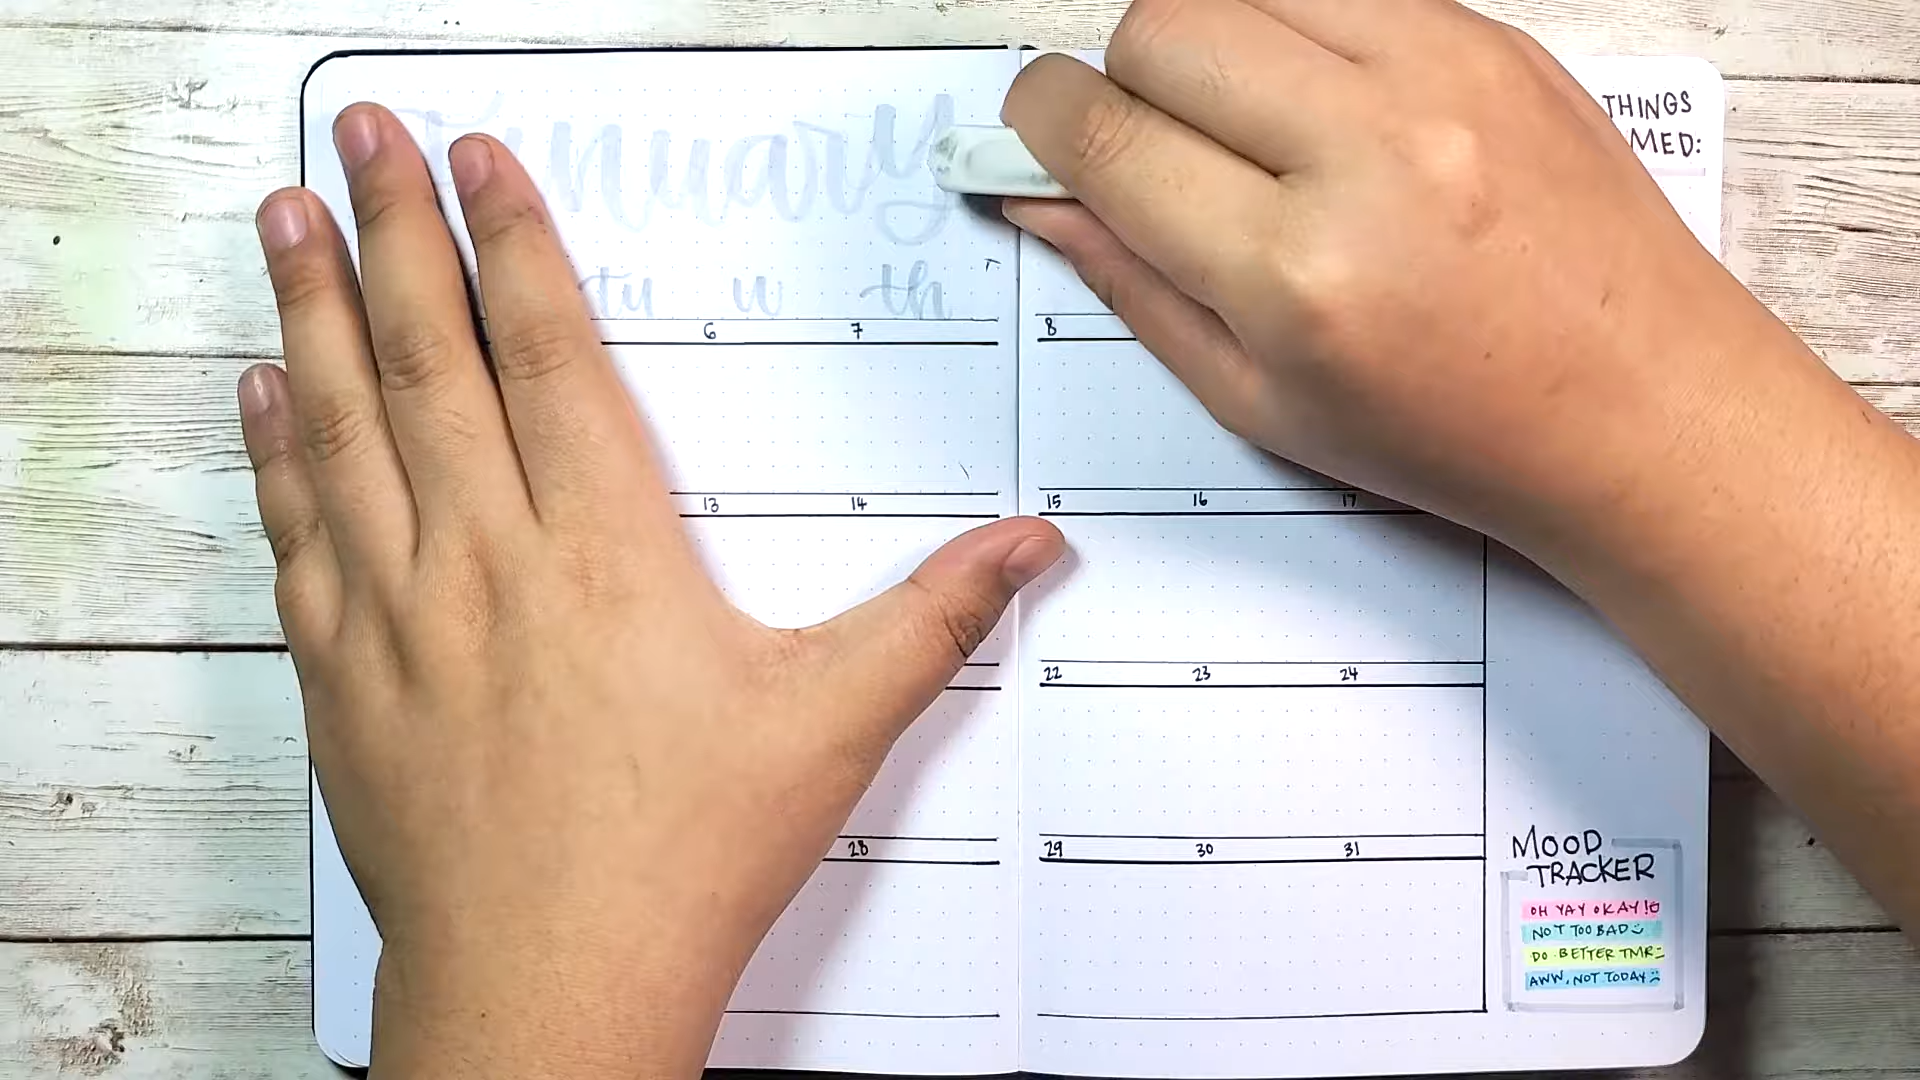 January
tu w th
6 7
8
13 14
15 16 17
22 23 24
28
29 30 31
THINGS
MED:
MOOD
TRACKER
OH YAY OKAY!
NOT TOO BAD
DO BETTER TMR
AWW, NOT TODAY